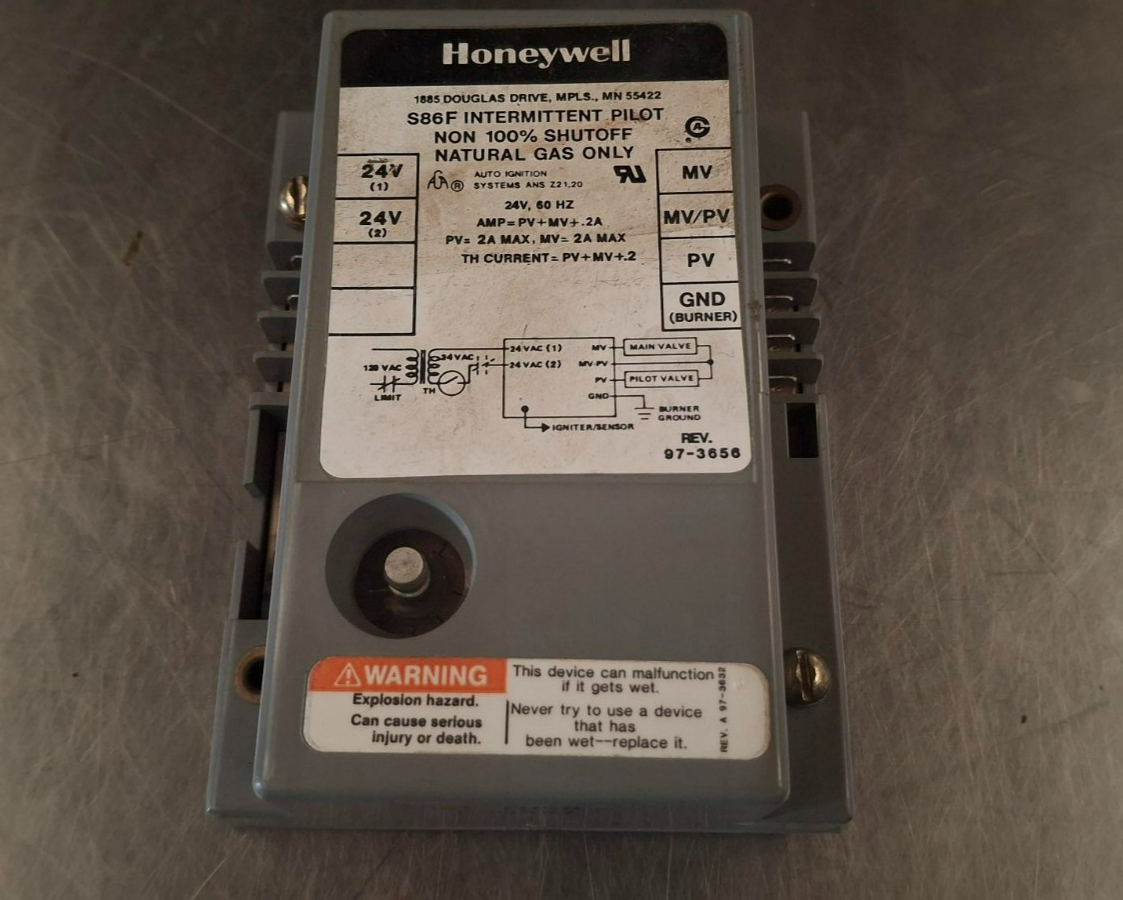 Honeywell
1885 DOUGLAS DRIVE, MPLS., MN 55422
S86F INTERMITTENT PILOT
NON 100% SHUTOFF
NATURAL GAS ONLY
AUTO IGNITION
SYSTEMS ANS Z21,20
24V, 60 HZ
AMP=PV+MV+.2A
PV= 2A MAX, MV= 2A MAX
TH CURRENT= PV+MV+.2
24V
(1)
24V
(2)
MV
MV/PV
PV
GND
(BURNER)
120 VAC
LIMIT
24VAC
TH
24VAC (1)
24VAC (2)
MV
MV-PV
PV
GND
MAIN VALVE
PILOT VALVE
BURNER
GROUND
IGNITER/SENSOR
REV.
97-3656
WARNING
Explosion hazard.
Can cause serious
injury or death.
This device can malfunction
if it gets wet.
Never try to use a device
that has
been wet--replace it.
REV. A 97-3632